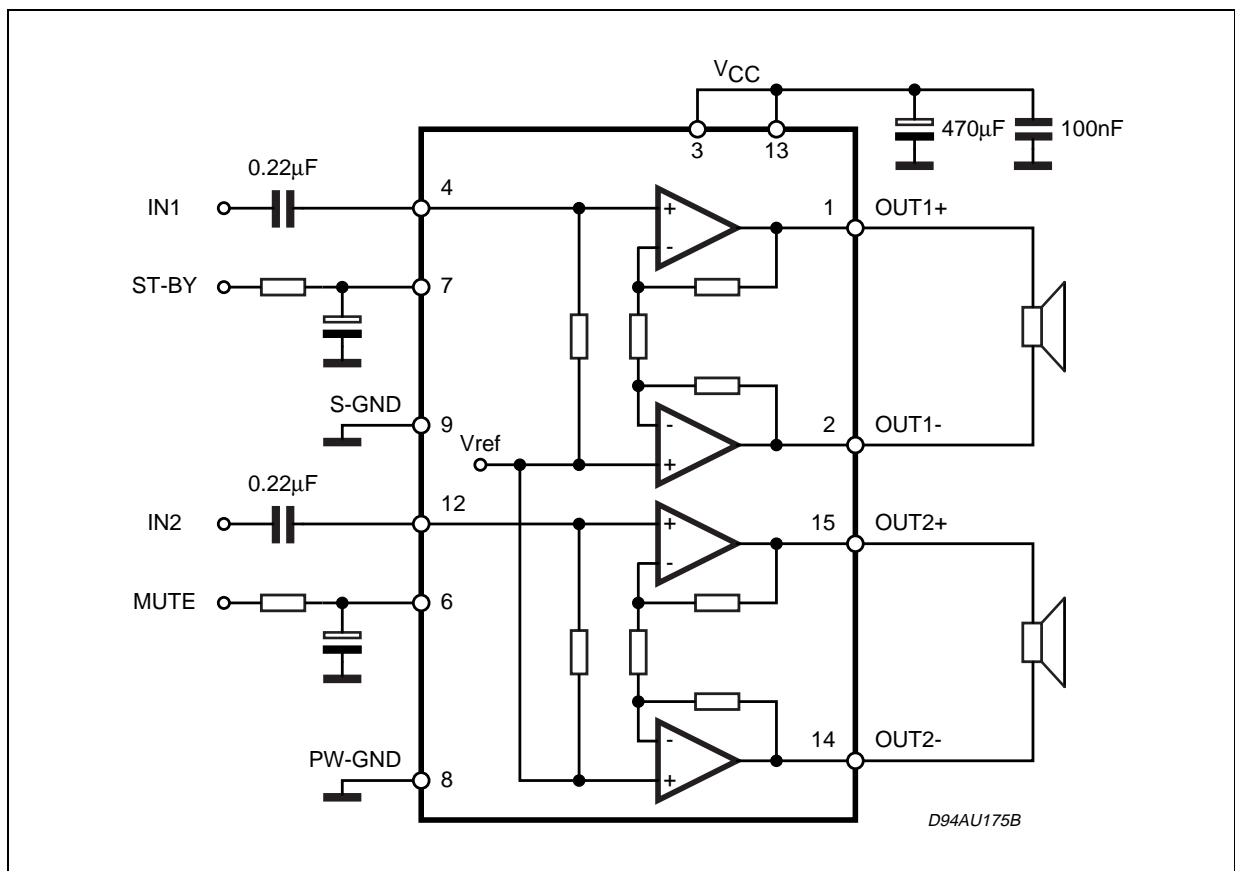 VCC
470µF
100nF
3
13
0.22µF
4
IN1
+
-
1
OUT1+
ST-BY
7
S-GND
9
-
+
2
OUT1-
Vref
0.22µF
12
IN2
+
-
15
OUT2+
MUTE
6
PW-GND
8
-
+
14
OUT2-
D94AU175B